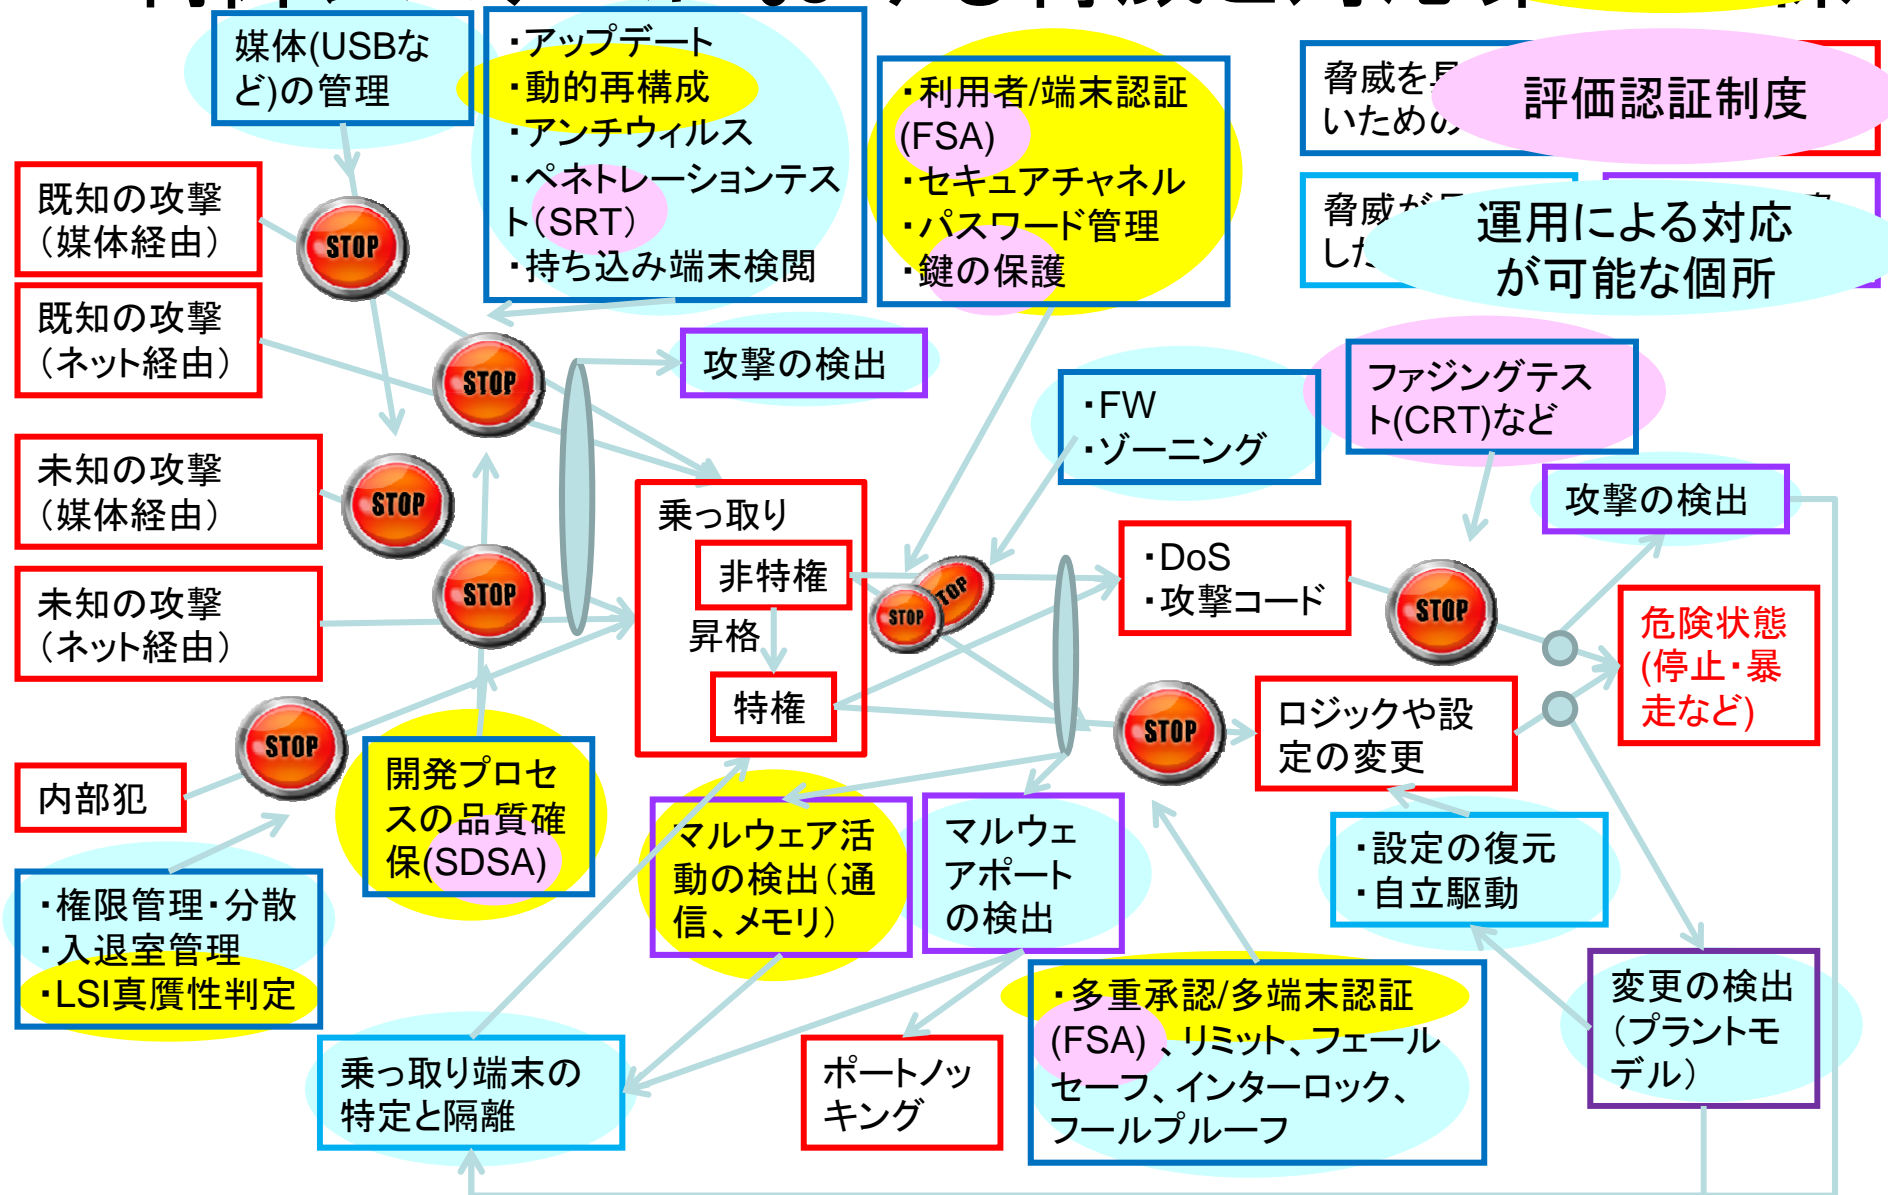 媒体(USBな
ど)の管理
・アップデート
・動的再構成
・アンチウィルス
・ペネトレーションテス
ト(SRT)
・持ち込み端末検閲
・利用者/端末認証
(FSA)
・セキュアチャネル
・パスワード管理
・鍵の保護
脅威を
いための
評価認証制度
脅威が
した
運用による対応
が可能な個所
既知の攻撃
（媒体経由）
STOP
既知の攻撃
（ネット経由）
STOP
攻撃の検出
・FW
・ゾーニング
ファジングテス
ト(CRT)など
未知の攻撃
（媒体経由）
STOP
攻撃の検出
乗っ取り
非特権
昇格
特権
・DoS
・攻撃コード
STOP
未知の攻撃
（ネット経由）
STOP
STOP
TOP
危険状態
(停止・暴
走など)
STOP
STOP
ロジックや設
定の変更
内部犯
開発プロセ
スの品質確
保(SDSA)
マルウェア活
動の検出（通
信、メモリ）
マルウェ
アポート
の検出
・設定の復元
・自立駆動
・権限管理・分散
・入退室管理
・LSI真贋性判定
・多重承認/多端末認証
(FSA)、リミット、フェール
セーフ、インターロック、
フールプルーフ
変更の検出
（プラントモ
デル）
乗っ取り端末の
特定と隔離
ポートノッ
キング